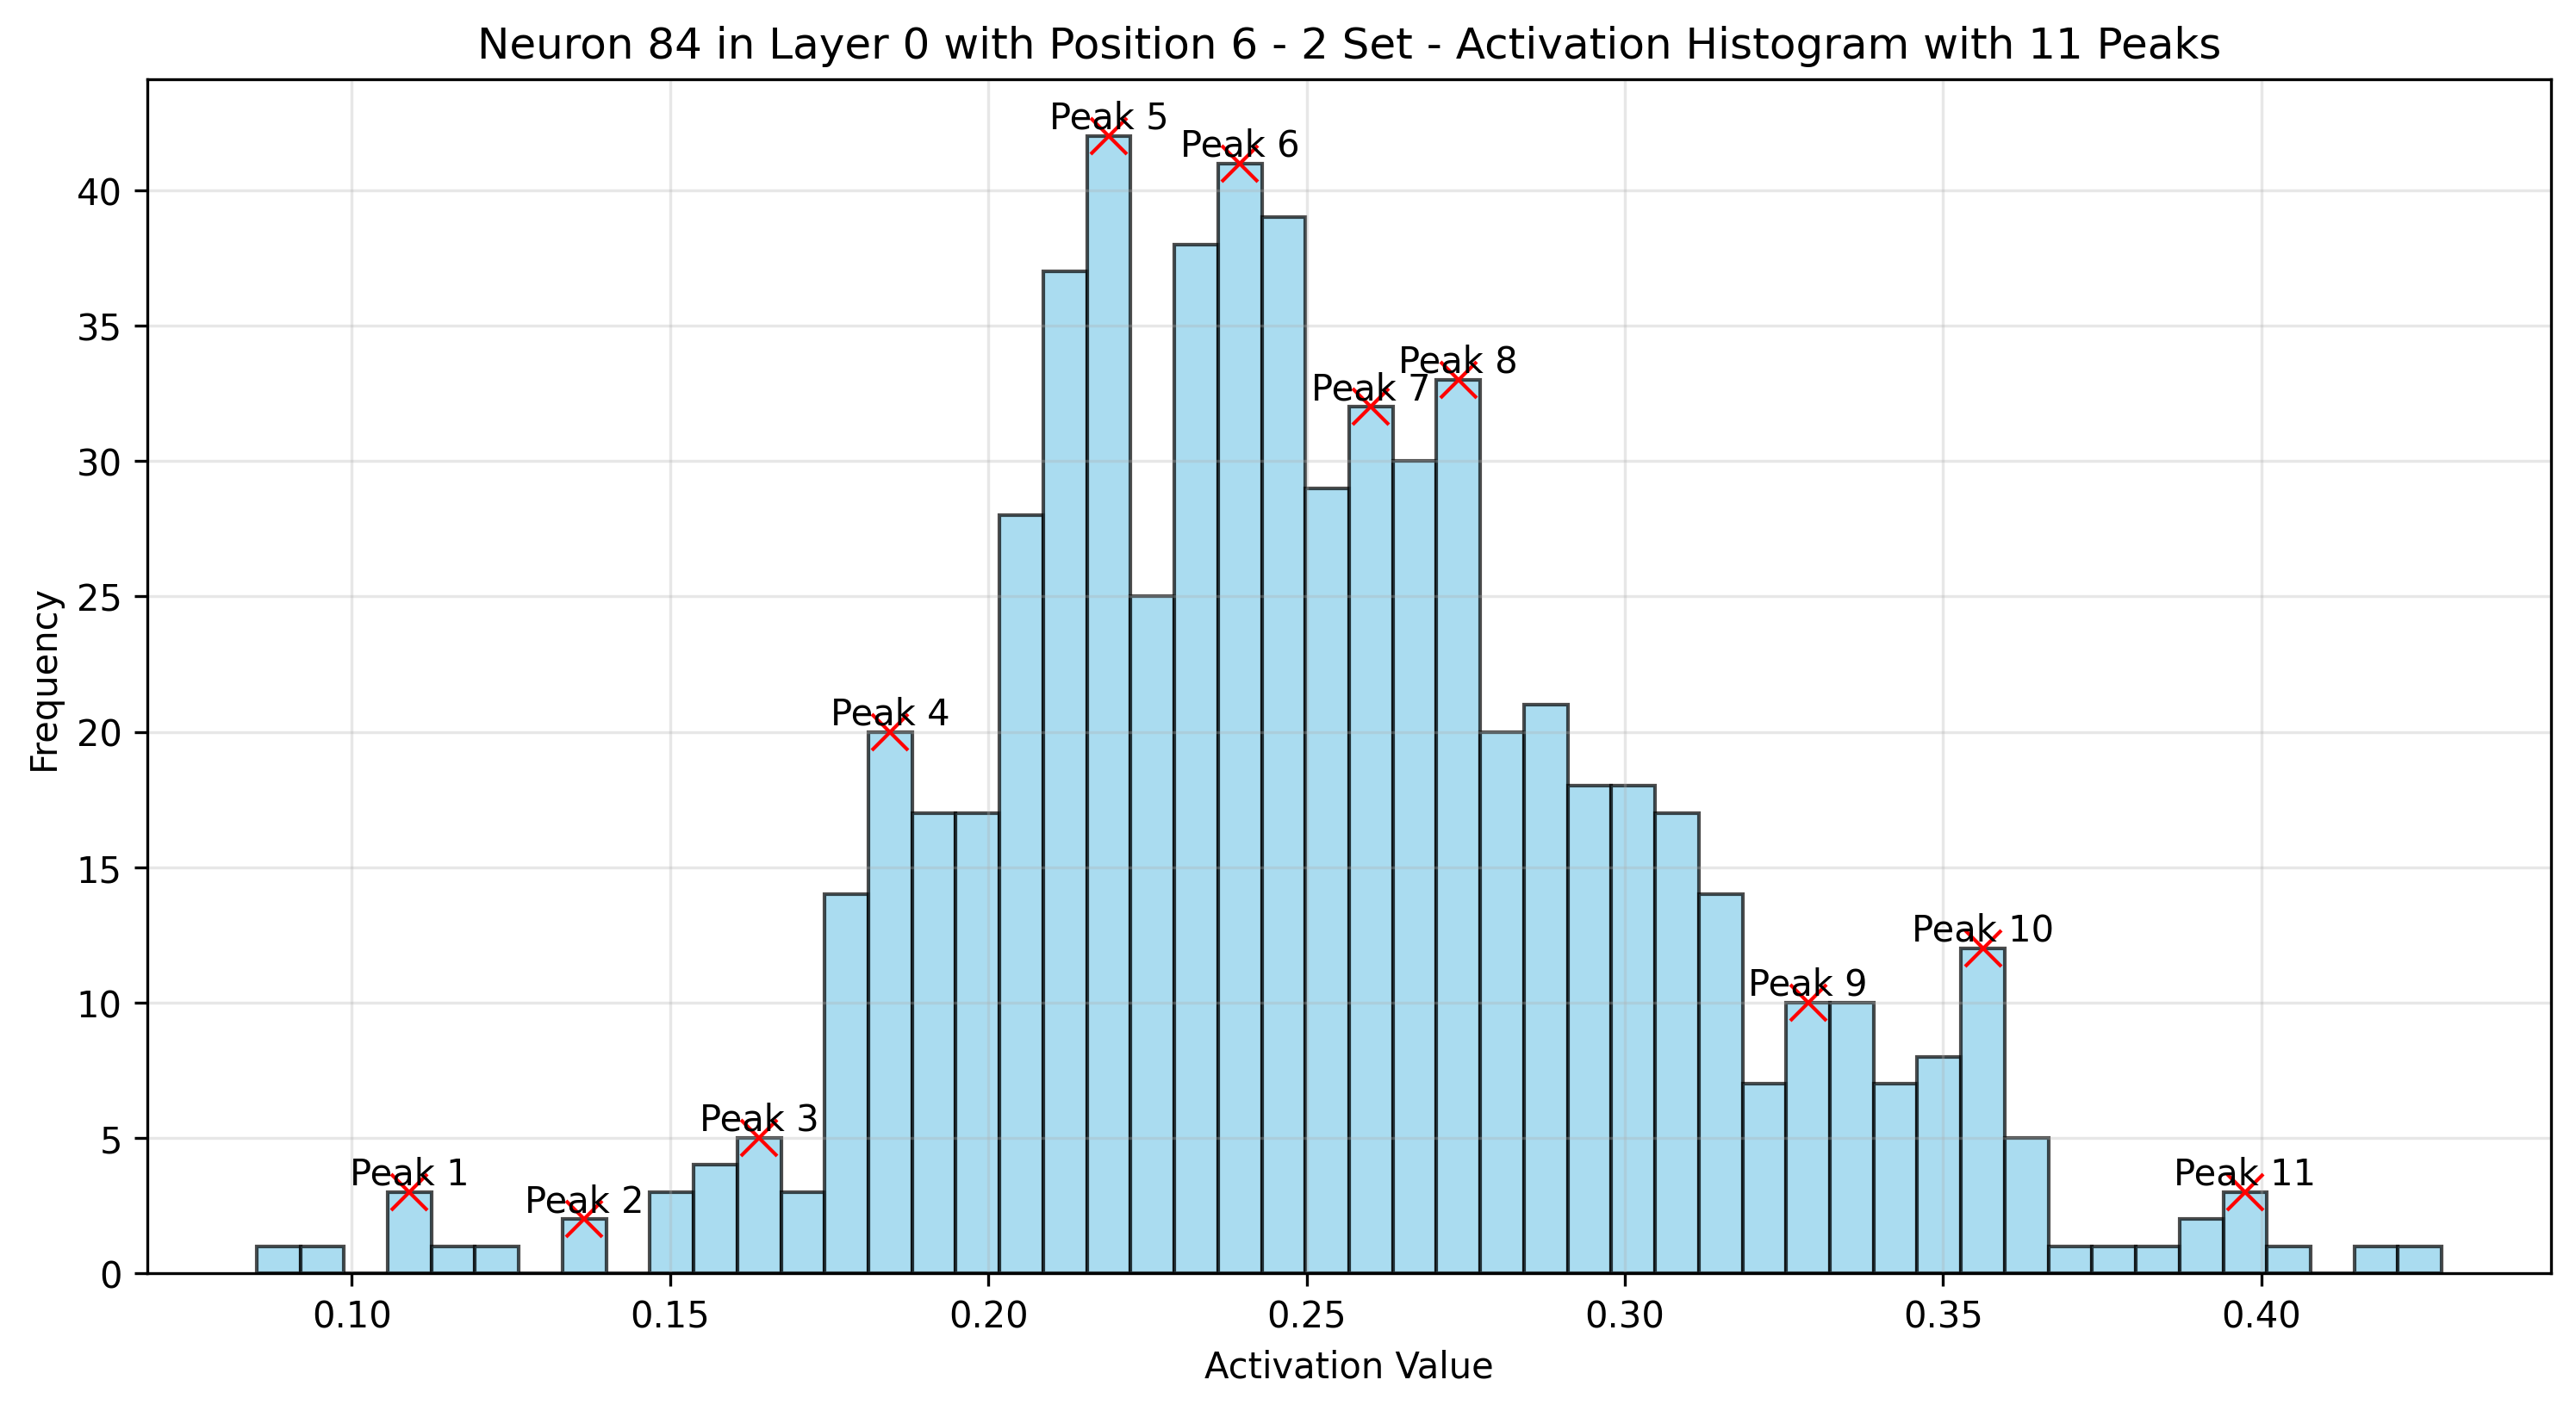 Neuron 84 in Layer 0 with Position 6 - 2 Set - Activation Histogram with 11 Peaks
Peak 5
Peak 6
Peak 8
Peak 7
Peak 4
Peak 10
Peak 9
Peak 3
Peak 1
Peak 2
Peak 11
40
35
30
25
20
15
10
5
0
Frequency
0.10 0.15 0.20 0.25 0.30 0.35 0.40
Activation Value